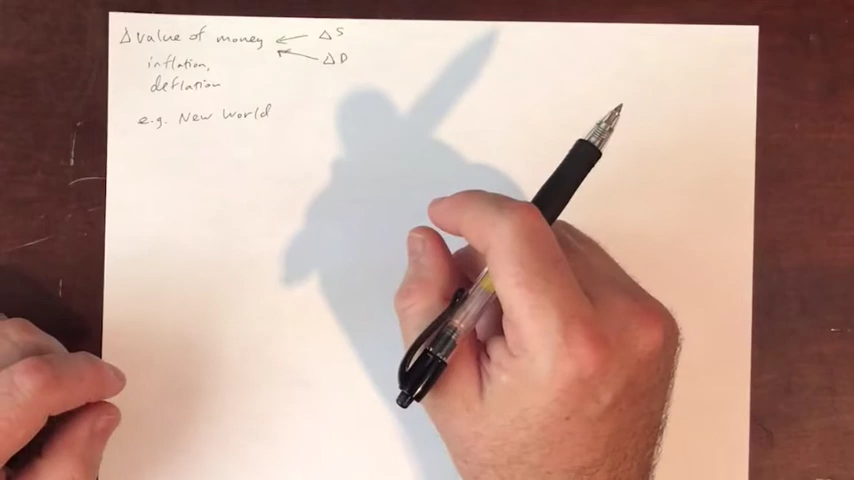 Δ value of money ← ΔS
← ΔD
inflation,
deflation
e.g. New World